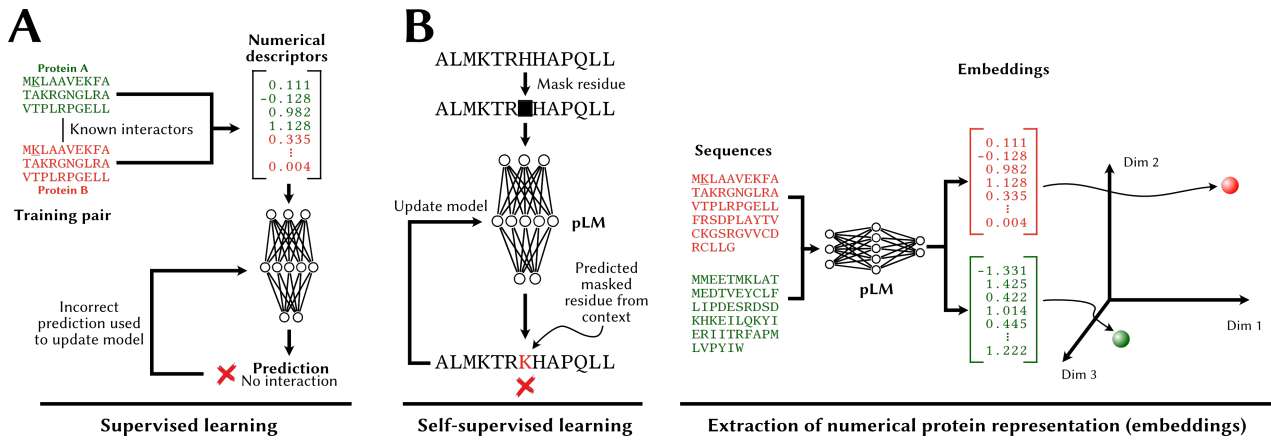 A
Protein A
MKLAAVEKFA
TAKRGNGLRA
VTPLRPGELL
Known interactors
MKLAAVEKFA
TAKRGNGLRA
VTPLRPGELL
Protein B
Training pair
Numerical
descriptors
0.111
-0.128
0.982
1.128
0.335
⋮
0.004
Incorrect
prediction used
to update model
Prediction
No interaction
Supervised learning
B
ALMKTRHHAPQLL
Mask residue
ALMKTR■HAPQLL
Update model
pLM
Predicted
masked
residue from
context
ALMKTRKHAPQLL
Self-supervised learning
Sequences
MKLAAVEKFA
TAKRGNGLRA
VTPLRPGELL
FRSDPLAYTV
CKGSRGVVCD
RCLLG
MMEETMKLAT
MEDTVEYCLF
LIPDESRDSD
KHKEILQKYI
ERIITRFAPM
LVPYIW
pLM
Embeddings
0.111
-0.128
0.982
1.128
0.335
⋮
0.004
-1.331
1.425
0.422
1.014
0.445
⋮
1.222
Dim 2
Dim 1
Dim 3
Extraction of numerical protein representation (embeddings)